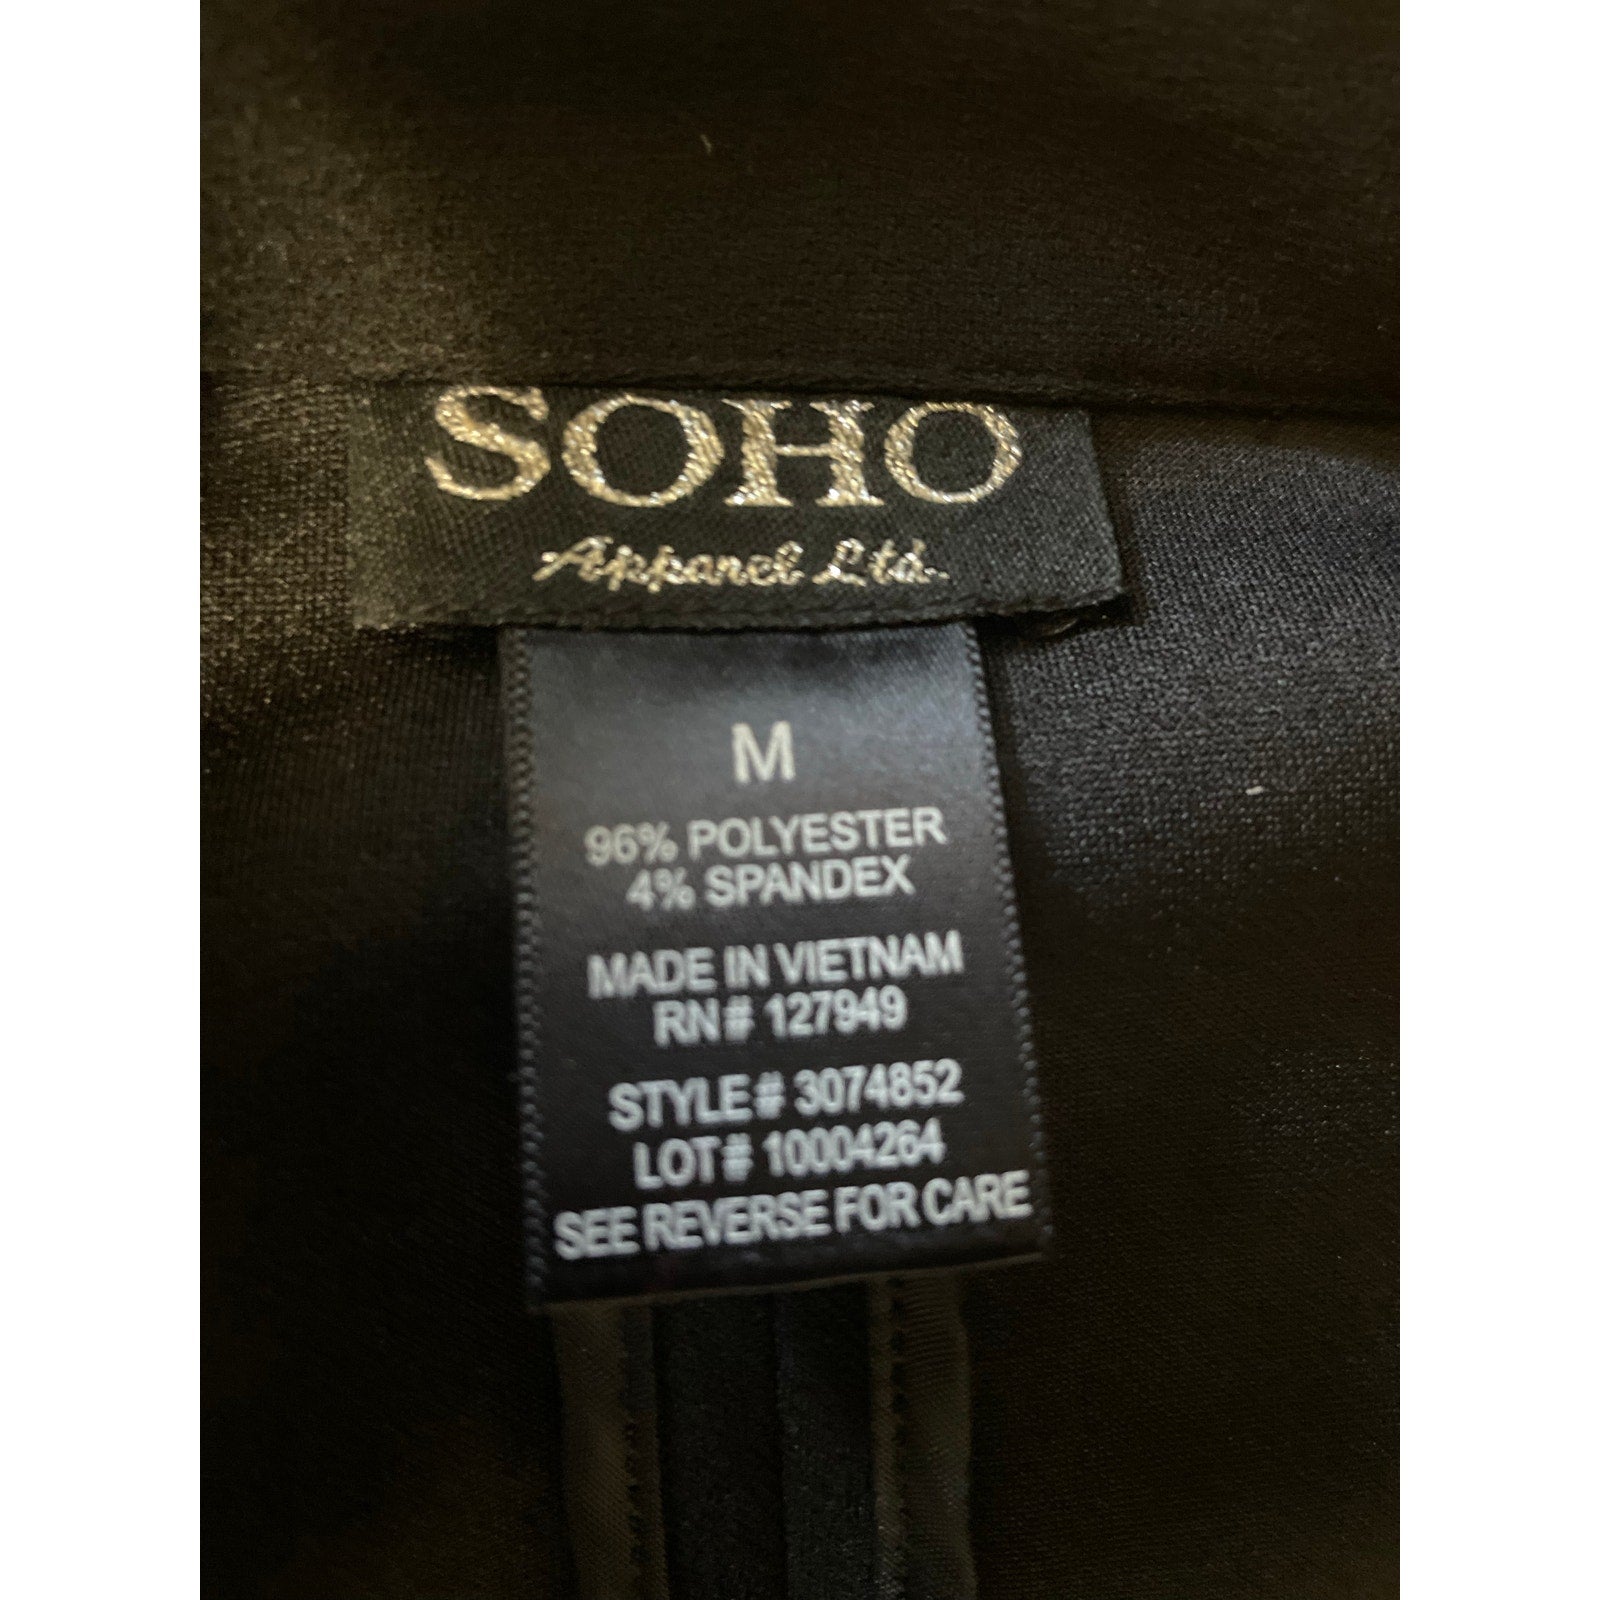 SOHO
Apparel Ltd.
M
96% POLYESTER
4% SPANDEX
MADE IN VIETNAM
RN# 127949
STYLE# 3074852
LOT# 10004264
SEE REVERSE FOR CARE